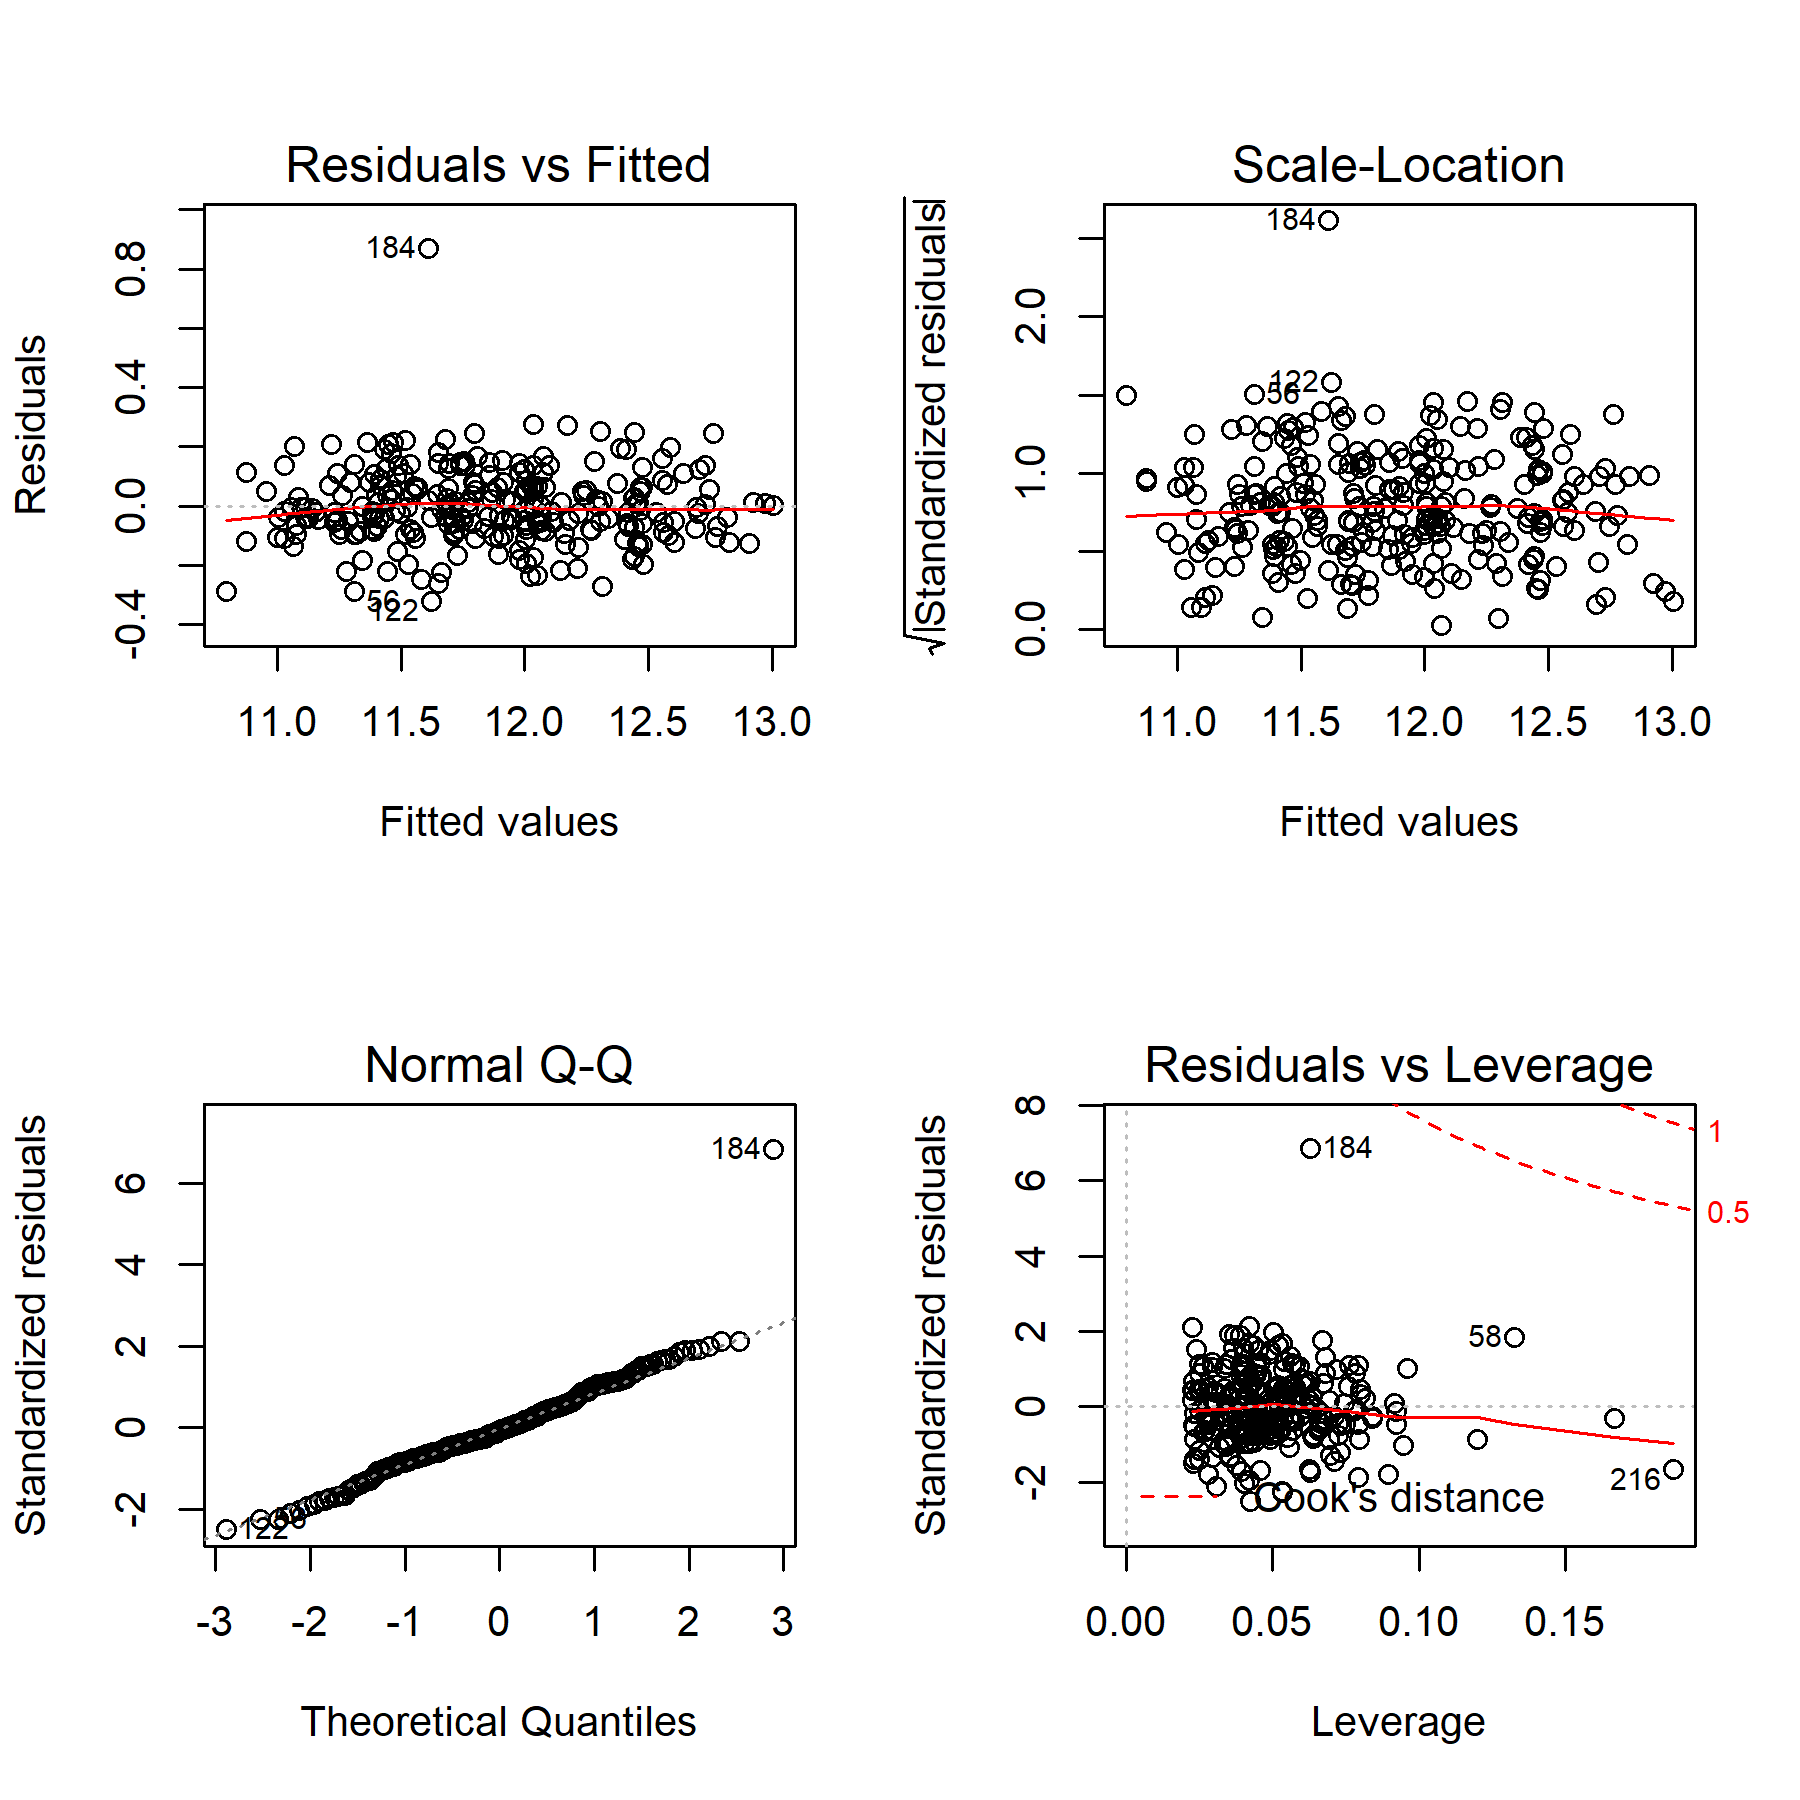 Residuals vs Fitted
Residuals
0.8
0.4
0.0
-0.4
184
56
122
11.0 11.5 12.0 12.5 13.0
Fitted values
Scale-Location
√|Standardized residuals|
2.0
1.0
0.0
184
122
56
11.0 11.5 12.0 12.5 13.0
Fitted values
Normal Q-Q
Standardized residuals
6
4
2
0
-2
184
122
56
-3 -2 -1 0 1 2 3
Theoretical Quantiles
Residuals vs Leverage
Standardized residuals
8
6
4
2
0
-2
184
58
216
1
0.5
Cook's distance
0.00 0.05 0.10 0.15
Leverage